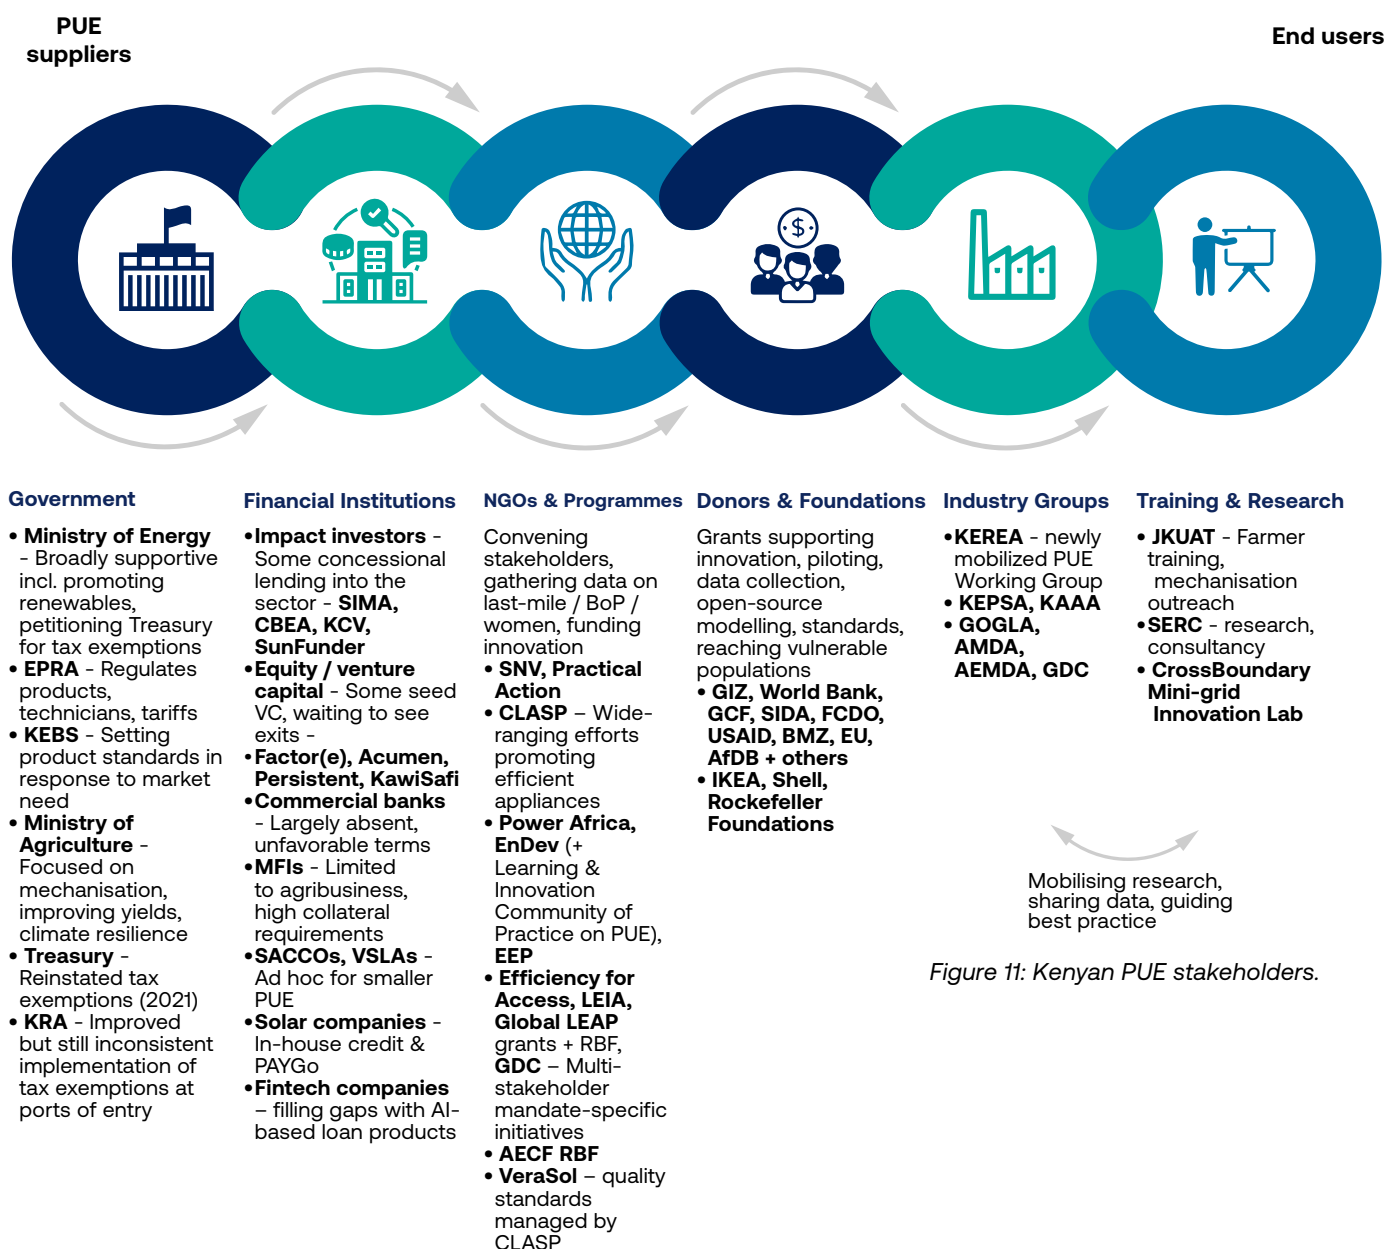 PUE
suppliers
End users
$
Government
• Ministry of Energy
- Broadly supportive
incl. promoting
renewables,
petitioning Treasury
for tax exemptions
• EPRA - Regulates
products,
technicians, tariffs
• KEBS - Setting
product standards in
response to market
need
• Ministry of
Agriculture -
Focused on
mechanisation,
improving yields,
climate resilience
• Treasury -
Reinstated tax
exemptions (2021)
• KRA - Improved
but still inconsistent
implementation of
tax exemptions at
ports of entry
Financial Institutions
•Impact investors -
Some concessional
lending into the
sector - SIMA,
CBEA, KCV,
SunFunder
•Equity / venture
capital - Some seed
VC, waiting to see
exits -
•Factor(e), Acumen,
Persistent, KawiSafi
•Commercial banks
- Largely absent,
unfavorable terms
•MFIs - Limited
to agribusiness,
high collateral
requirements
•SACCOs, VSLAs -
Ad hoc for smaller
PUE
•Solar companies -
In-house credit &
PAYGo
•Fintech companies
– filling gaps with AI-
based loan products
NGOs & Programmes
Convening
stakeholders,
gathering data on
last-mile / BoP /
women, funding
innovation
• SNV, Practical
Action
• CLASP – Wide-
ranging efforts
promoting
efficient
appliances
• Power Africa,
EnDev (+
Learning &
Innovation
Community of
Practice on PUE),
EEP
• Efficiency for
Access, LEIA,
Global LEAP
grants + RBF,
GDC – Multi-
stakeholder
mandate-specific
initiatives
• AECF RBF
• VeraSol – quality
standards
managed by
CLASP
Donors & Foundations
Grants supporting
innovation, piloting,
data collection,
open-source
modelling, standards,
reaching vulnerable
populations
• GIZ, World Bank,
GCF, SIDA, FCDO,
USAID, BMZ, EU,
AfDB + others
• IKEA, Shell,
Rockefeller
Foundations
Industry Groups
•KEREA - newly
mobilized PUE
Working Group
• KEPSA, KAAA
• GOGLA,
AMDA,
AEMDA, GDC
Training & Research
• JKUAT - Farmer
training,
mechanisation
outreach
•SERC - research,
consultancy
• CrossBoundary
Mini-grid
Innovation Lab
Mobilising research,
sharing data, guiding
best practice
Figure 11: Kenyan PUE stakeholders.